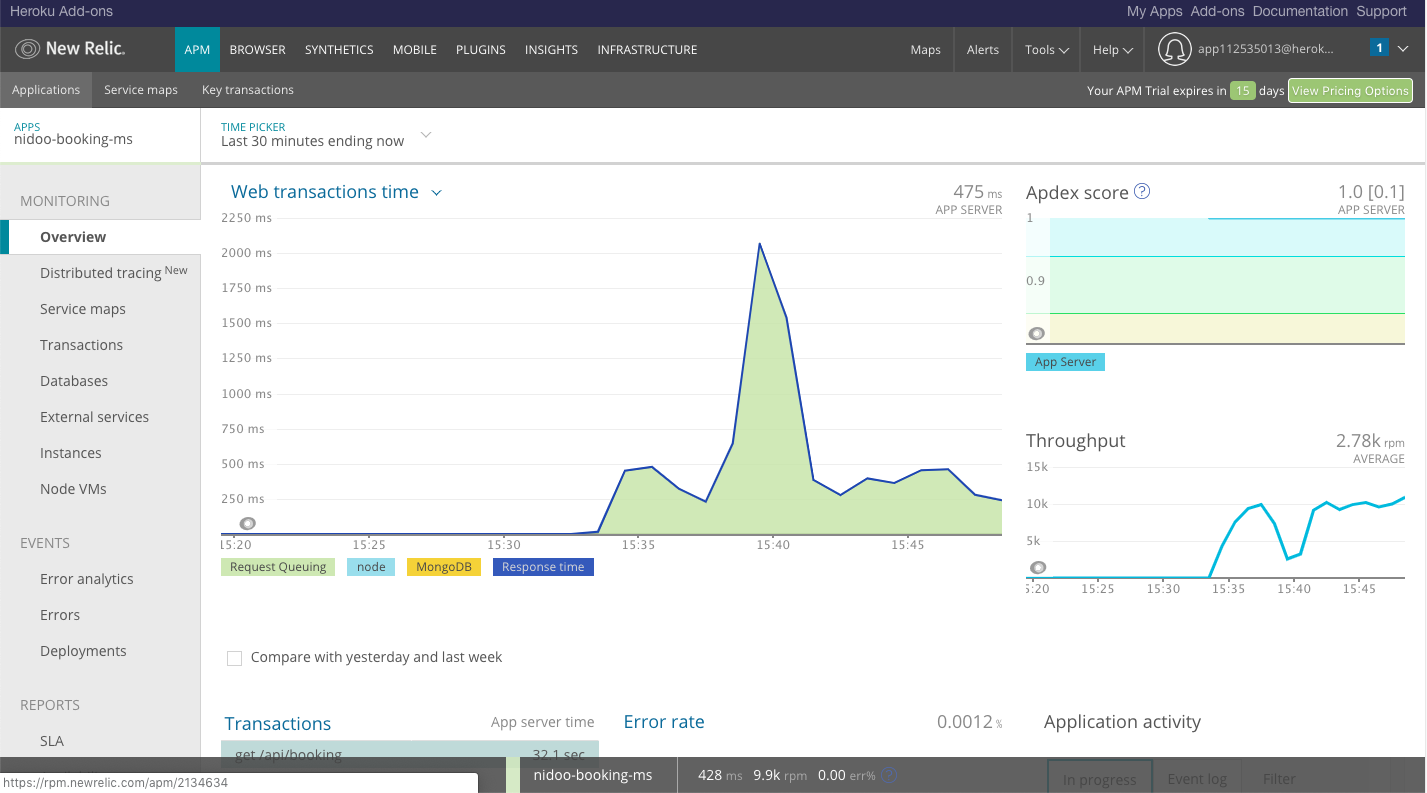 Heroku Add-ons
My Apps Add-ons Documentation Support
New Relic. APM BROWSER SYNTHETICS MOBILE PLUGINS INSIGHTS INFRASTRUCTURE Maps Alerts Tools Help app112535013@herok... 1
Applications Service maps Key transactions Your APM Trial expires in 15 days View Pricing Options
APPS
nidoo-booking-ms
TIME PICKER
Last 30 minutes ending now
MONITORING
Overview
Distributed tracing New
Service maps
Transactions
Databases
External services
Instances
Node VMs
EVENTS
Error analytics
Errors
Deployments
REPORTS
SLA
Web transactions time
475 ms
APP SERVER
2250 ms
2000 ms
1750 ms
1500 ms
1250 ms
1000 ms
750 ms
500 ms
250 ms
15:20 15:25 15:30 15:35 15:40 15:45
Request Queuing node MongoDB Response time
Compare with yesterday and last week
Apdex score ?
1.0 [0.1]
APP SERVER
1
0.9
App Server
Throughput
2.78k rpm
AVERAGE
15k
10k
5k
5:20 15:25 15:30 15:35 15:40 15:45
Transactions App server time
get /api/booking 32.1 sec
Error rate 0.0012 %
Application activity
In progress Event log Filter
nidoo-booking-ms 428 ms 9.9k rpm 0.00 err% ?
https://rpm.newrelic.com/apm/2134634